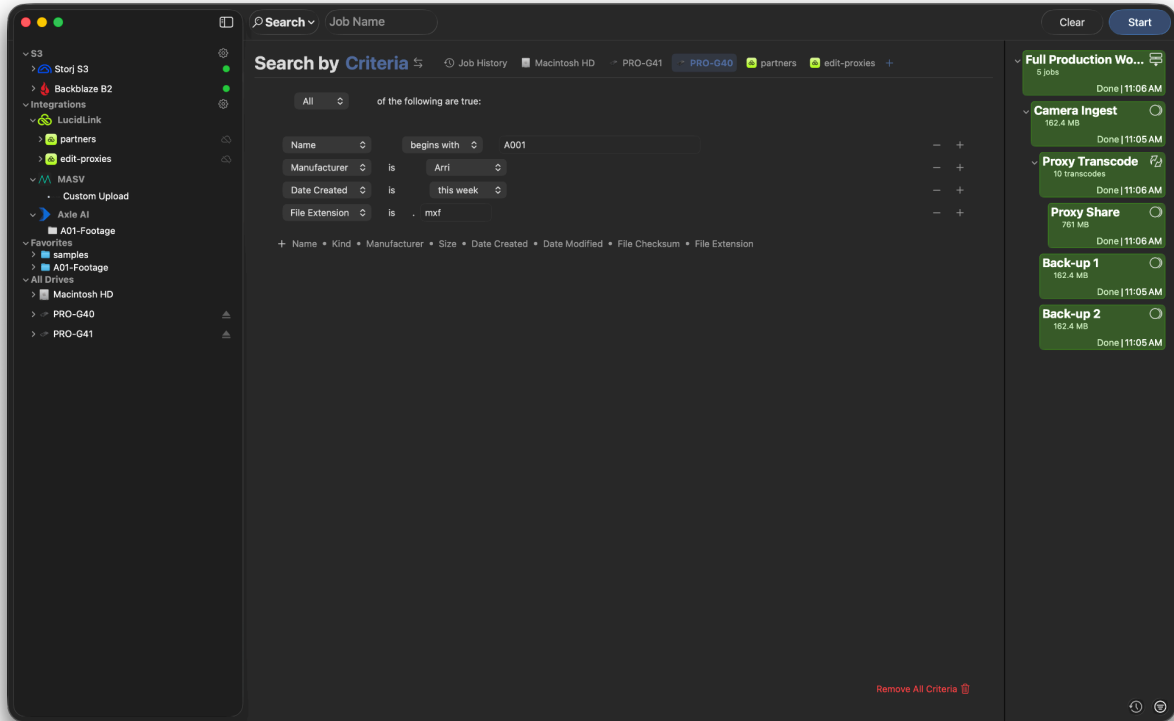 Search
Job Name
Clear
Start
S3
Storj S3
Backblaze B2
Integrations
LucidLink
partners
edit-proxies
MASV
Custom Upload
Axle AI
A01-Footage
Favorites
samples
A01-Footage
All Drives
Macintosh HD
PRO-G40
PRO-G41
Search by Criteria
Job History
Macintosh HD
PRO-G41
PRO-G40
partners
edit-proxies
All of the following are true:
Name begins with A001
Manufacturer is Arri
Date Created is this week
File Extension is . mxf
+ Name • Kind • Manufacturer • Size • Date Created • Date Modified • File Checksum • File Extension
Remove All Criteria
Full Production Wo...
5 jobs
Done | 11:06 AM
Camera Ingest
162.4 MB
Done | 11:05 AM
Proxy Transcode
10 transcodes
Done | 11:06 AM
Proxy Share
761 MB
Done | 11:06 AM
Back-up 1
162.4 MB
Done | 11:05 AM
Back-up 2
162.4 MB
Done | 11:05 AM